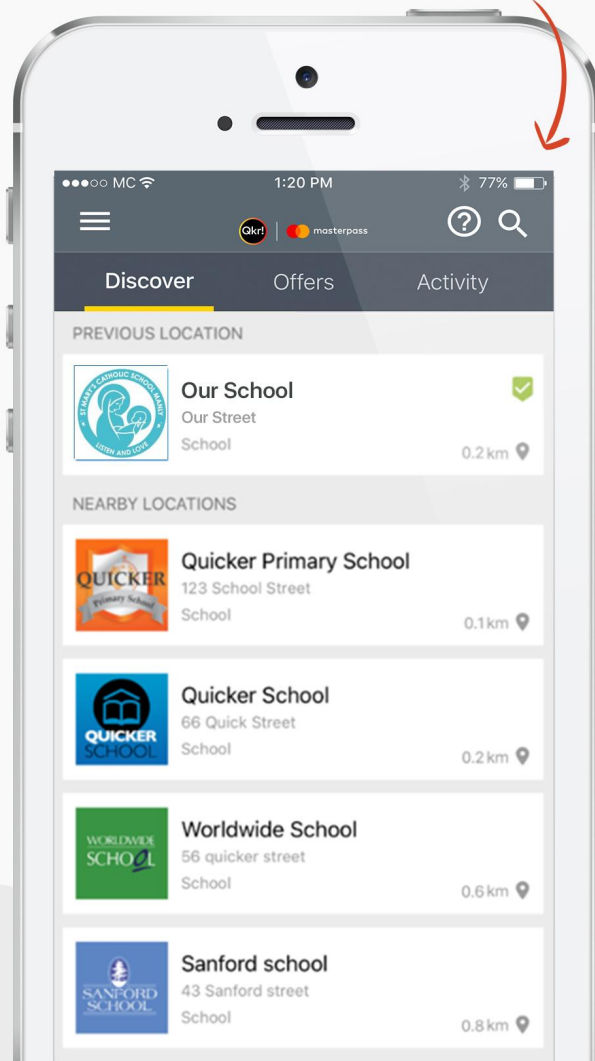 MC
1:20 PM
77%
Qkr!
masterpass
Discover
Offers
Activity
PREVIOUS LOCATION
ST MARY'S CATHOLIC SCHOOL MANLY
LISTEN AND LOVE
Our School
Our Street
School
0.2 km
NEARBY LOCATIONS
QUICKER
Primary School
Quicker Primary School
123 School Street
School
0.1 km
QUICKER
SCHOOL
Quicker School
66 Quick Street
School
0.2 km
WORLDWIDE
SCHOOL
Worldwide School
56 quicker street
School
0.6 km
SANFORD
SCHOOL
Sanford school
43 Sanford street
School
0.8 km